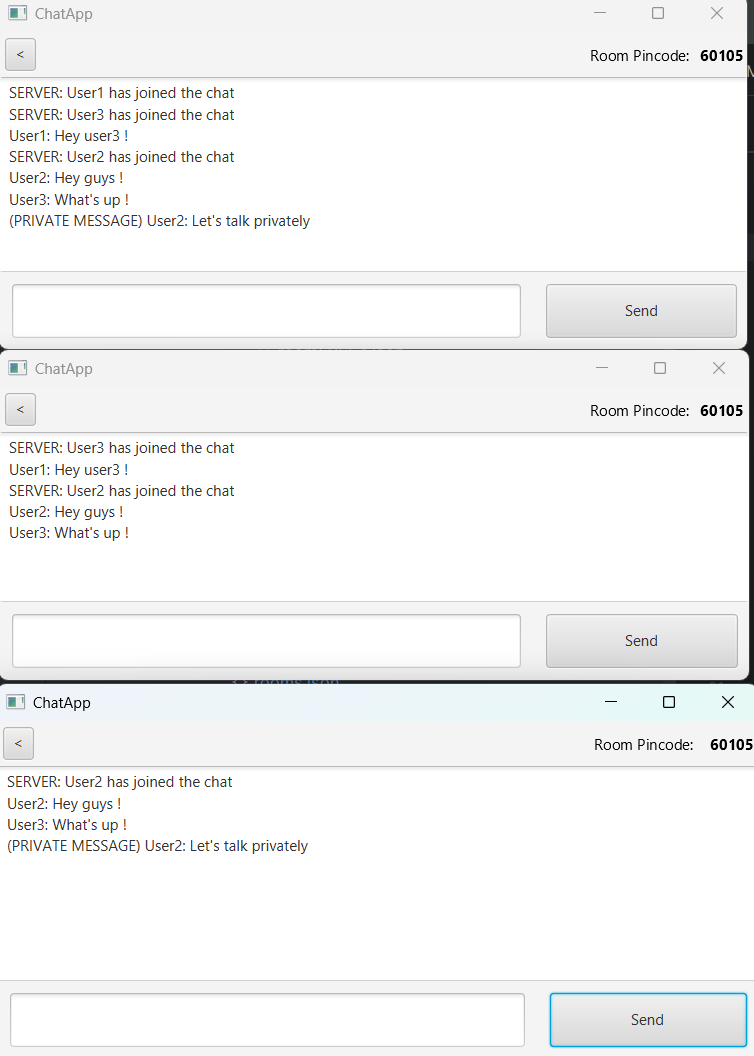 ChatApp
<
Room Pincode: 60105
SERVER: User1 has joined the chat
SERVER: User3 has joined the chat
User1: Hey user3 !
SERVER: User2 has joined the chat
User2: Hey guys !
User3: What's up !
(PRIVATE MESSAGE) User2: Let's talk privately
Send
ChatApp
<
Room Pincode: 60105
SERVER: User3 has joined the chat
User1: Hey user3 !
SERVER: User2 has joined the chat
User2: Hey guys !
User3: What's up !
Send
ChatApp
<
Room Pincode: 60105
SERVER: User2 has joined the chat
User2: Hey guys !
User3: What's up !
(PRIVATE MESSAGE) User2: Let's talk privately
Send